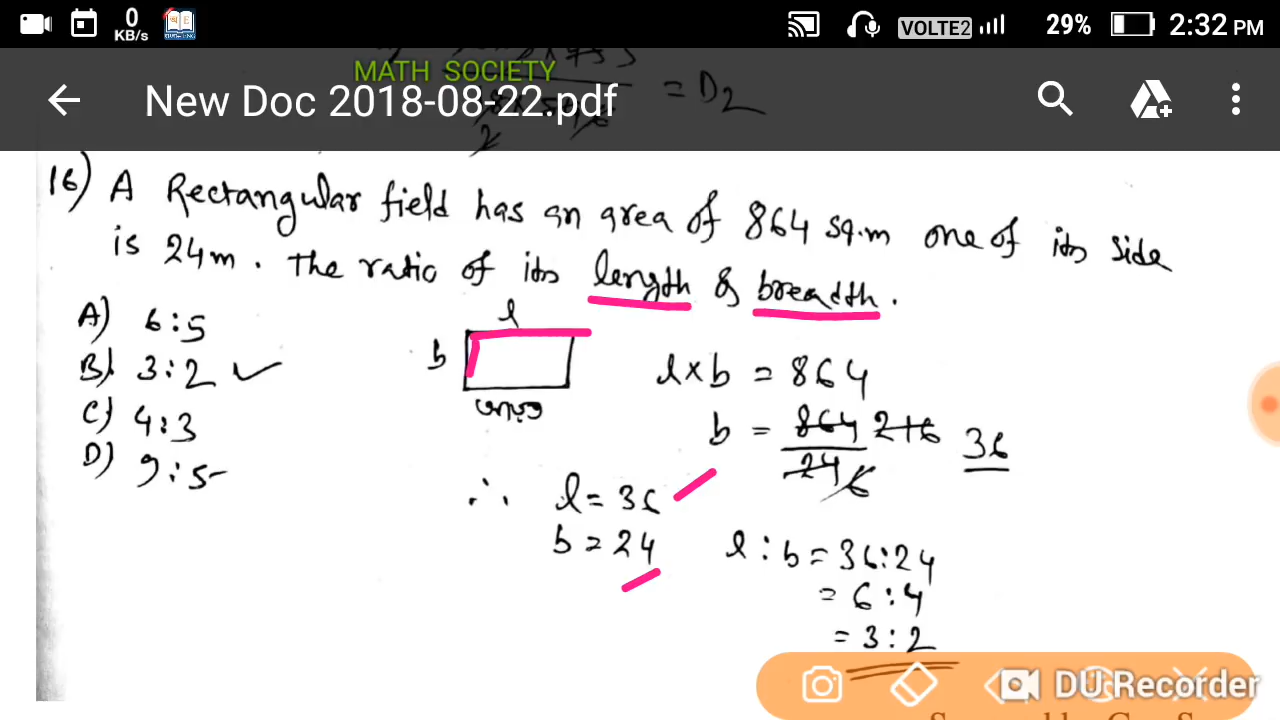 0
KB/s
VOLTE2
29%
2:32 PM
MATH SOCIETY
New Doc 2018-08-22.pdf
= D2
2
16) A Rectangular field has an area of 864 sq.m one of its side
is 24m. The ratio of its length & breadth.
A) 6:5
B) 3:2 ✓
C) 4:3
D) 9:5
l
b
l×b = 864
b = 864 216 36
24 6
∴ l = 36
b = 24
l : b = 36:24
= 6:4
= 3:2
DU Recorder